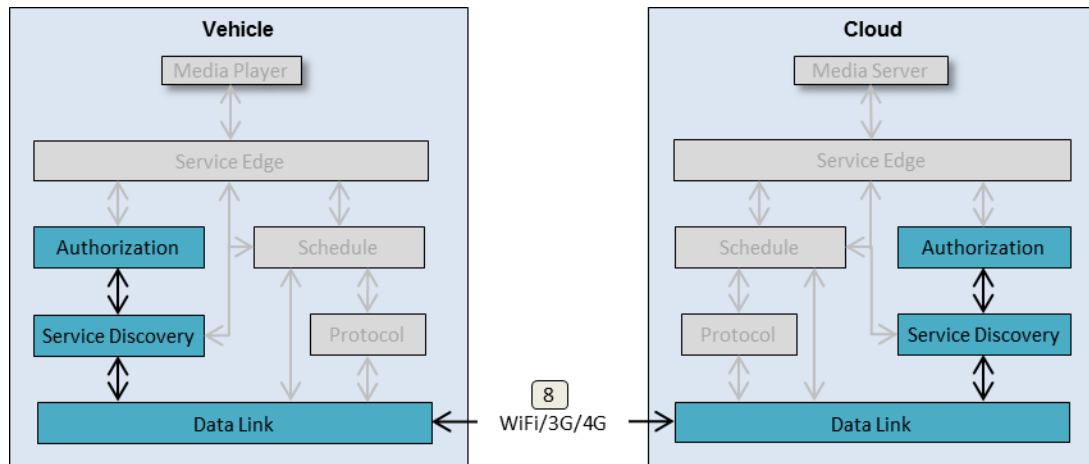 Vehicle
Media Player
Service Edge
Authorization
Schedule
Service Discovery
Protocol
Data Link
8
WiFi/3G/4G
Cloud
Media Server
Service Edge
Schedule
Authorization
Protocol
Service Discovery
Data Link